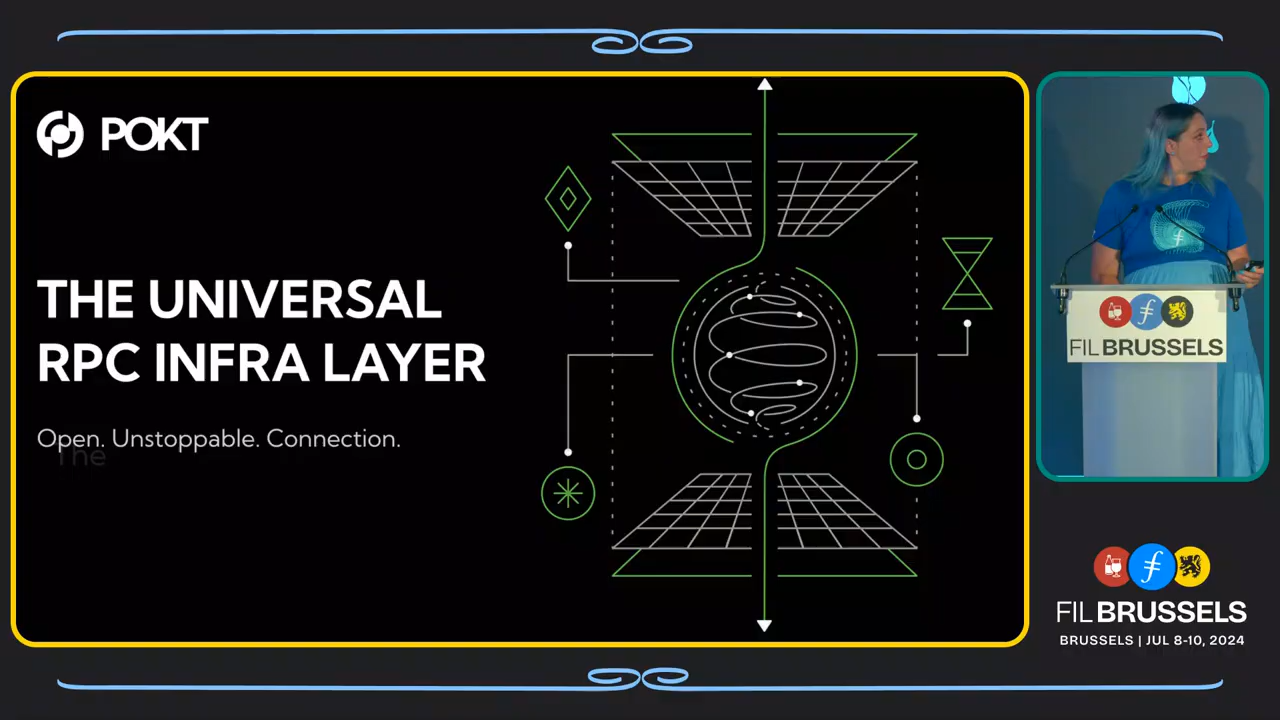 POKT
THE UNIVERSAL
RPC INFRA LAYER
Open. Unstoppable. Connection.
The
FIL BRUSSELS
FIL BRUSSELS
BRUSSELS | JUL 8-10, 2024